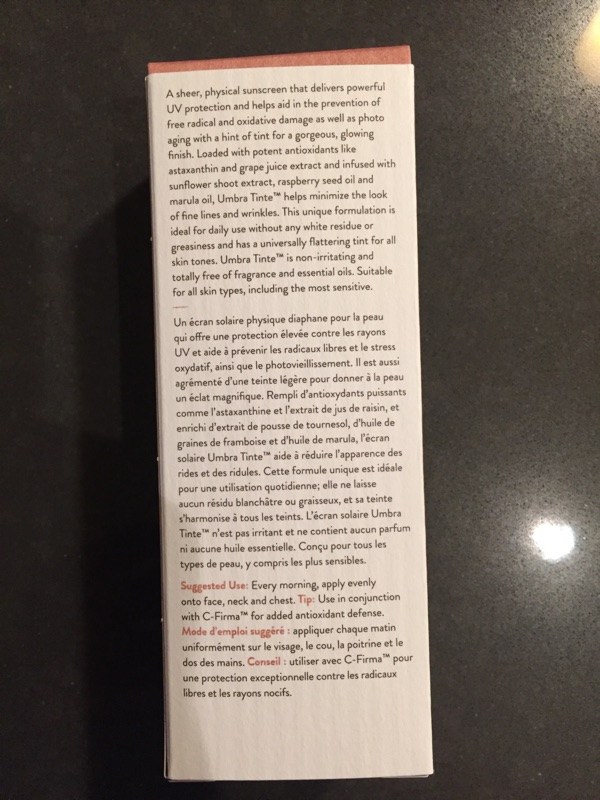 A sheer, physical sunscreen that delivers powerful
UV protection and helps aid in the prevention of
free radical and oxidative damage as well as photo
aging with a hint of tint for a gorgeous, glowing
finish. Loaded with potent antioxidants like
astaxanthin and grape juice extract and infused with
sunflower shoot extract, raspberry seed oil and
marula oil, Umbra Tinte™ helps minimize the look
of fine lines and wrinkles. This unique formulation is
ideal for daily use without any white residue or
greasiness and has a universally flattering tint for all
skin tones. Umbra Tinte™ is non-irritating and
totally free of fragrance and essential oils. Suitable
for all skin types, including the most sensitive.
Un écran solaire physique diaphane pour la peau
qui offre une protection élevée contre les rayons
UV et aide à prévenir les radicaux libres et le stress
oxydatif, ainsi que le photovieillissement. Il est aussi
agrémenté d'une teinte légère pour donner à la peau
un éclat magnifique. Rempli d'antioxydants puissants
comme l'astaxanthine et l'extrait de jus de raisin, et
enrichi d'extrait de pousse de tournesol, d'huile de
graines de framboise et d'huile de marula, l'écran
solaire Umbra Tinte™ aide à réduire l'apparence des
rides et des ridules. Cette formule unique est idéale
pour une utilisation quotidienne; elle ne laisse
aucun résidu blanchâtre ou graisseux, et sa teinte
s'harmonise à tous les teints. L'écran solaire Umbra
Tinte™ n'est pas irritant et ne contient aucun parfum
ni aucune huile essentielle. Conçu pour tous les
types de peau, y compris les plus sensibles.
Suggested Use: Every morning, apply evenly
onto face, neck and chest. Tip: Use in conjunction
with C-Firma™ for added antioxidant defense.
Mode d'emploi suggéré : appliquer chaque matin
uniformément sur le visage, le cou, la poitrine et le
dos des mains. Conseil : utiliser avec C-Firma™ pour
une protection exceptionnelle contre les radicaux
libres et les rayons nocifs.